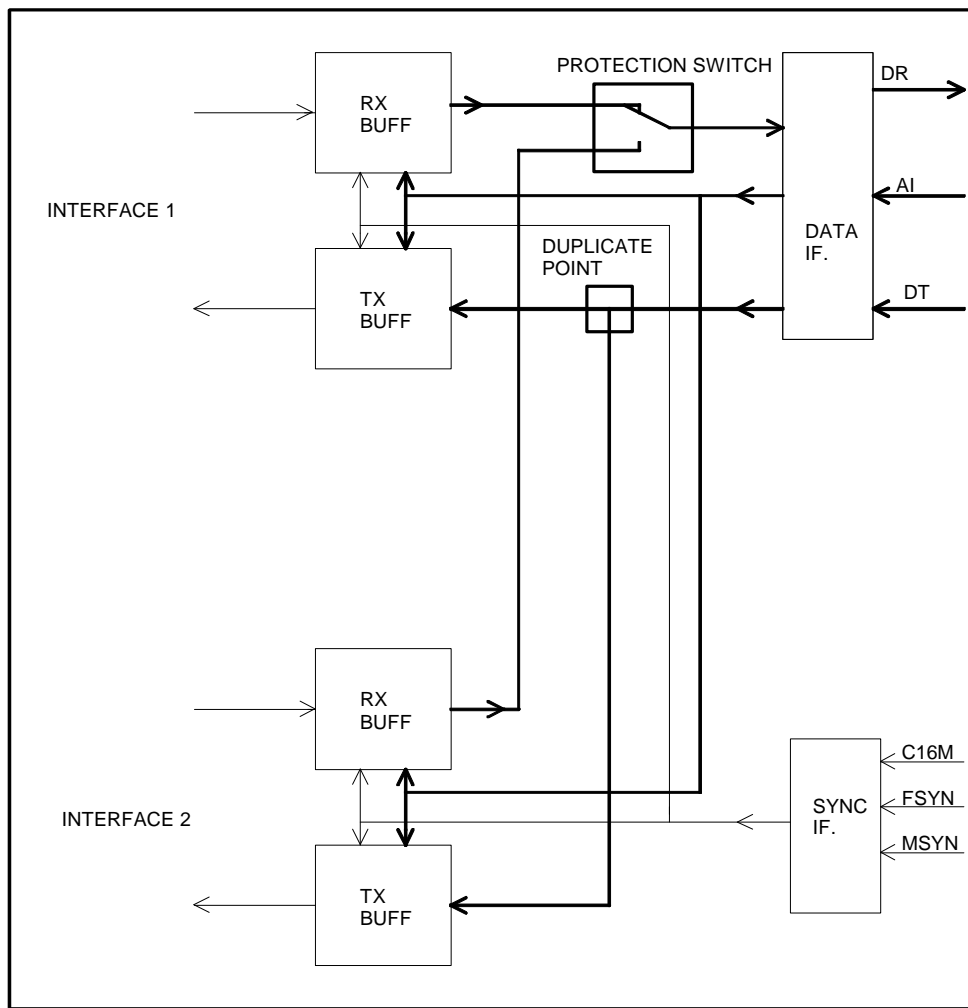 PROTECTION SWITCH
DR
RX
BUFF
INTERFACE 1
AI
DUPLICATE
POINT
DATA
IF.
TX
BUFF
DT
RX
BUFF
INTERFACE 2
C16M
SYNC
IF.
FSYN
MSYN
TX
BUFF